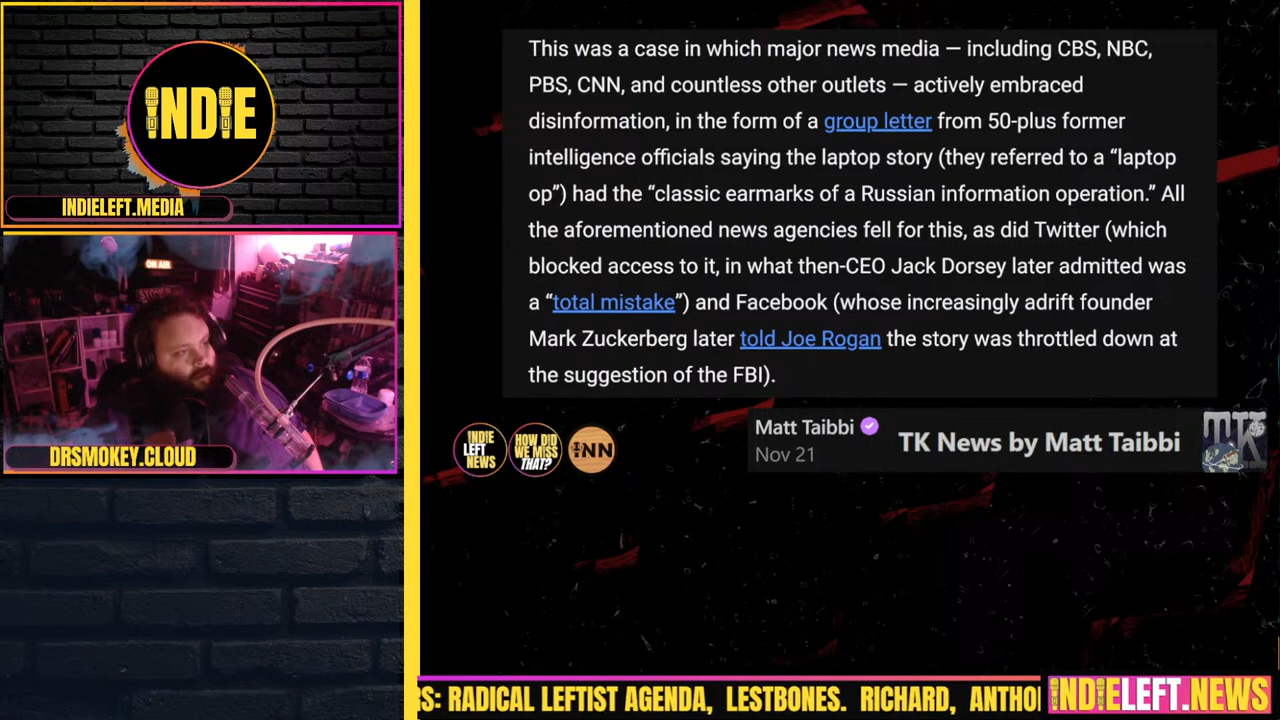 INDIE
INDIELEFT.MEDIA
ON AIR
DRSMOKEY.CLOUD
This was a case in which major news media — including CBS, NBC,
PBS, CNN, and countless other outlets — actively embraced
disinformation, in the form of a group letter from 50-plus former
intelligence officials saying the laptop story (they referred to a “laptop
op”) had the “classic earmarks of a Russian information operation.” All
the aforementioned news agencies fell for this, as did Twitter (which
blocked access to it, in what then-CEO Jack Dorsey later admitted was
a “total mistake”) and Facebook (whose increasingly adrift founder
Mark Zuckerberg later told Joe Rogan the story was throttled down at
the suggestion of the FBI).
INDIE
LEFT
NEWS
HOW DID
WE MISS
THAT?
INN
Matt Taibbi
Nov 21
TK News by Matt Taibbi
TK
RS: RADICAL LEFTIST AGENDA, LESTBONES. RICHARD, ANTHO
INDIELEFT.NEWS